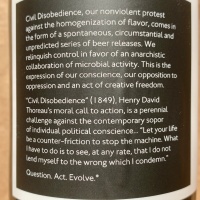 Civil Disobedience, our nonviolent protest
against the homogenization of flavor, comes in
the form of a spontaneous, circumstantial and
unpredicted series of beer releases. We
relinquish control in favor of an anarchistic
collaboration of microbial activity. This is the
expression of our conscience, our opposition to
oppression and an act of creative freedom.
"Civil Disobedience" (1849), Henry David
Thoreau's moral call to action, is a perennial
challenge against the contemporary sopor
of individual political conscience... "Let your life
be a counter-friction to stop the machine. What
I have to do is to see, at any rate, that I do not
lend myself to the wrong which I condemn."
Question. Act. Evolve.*